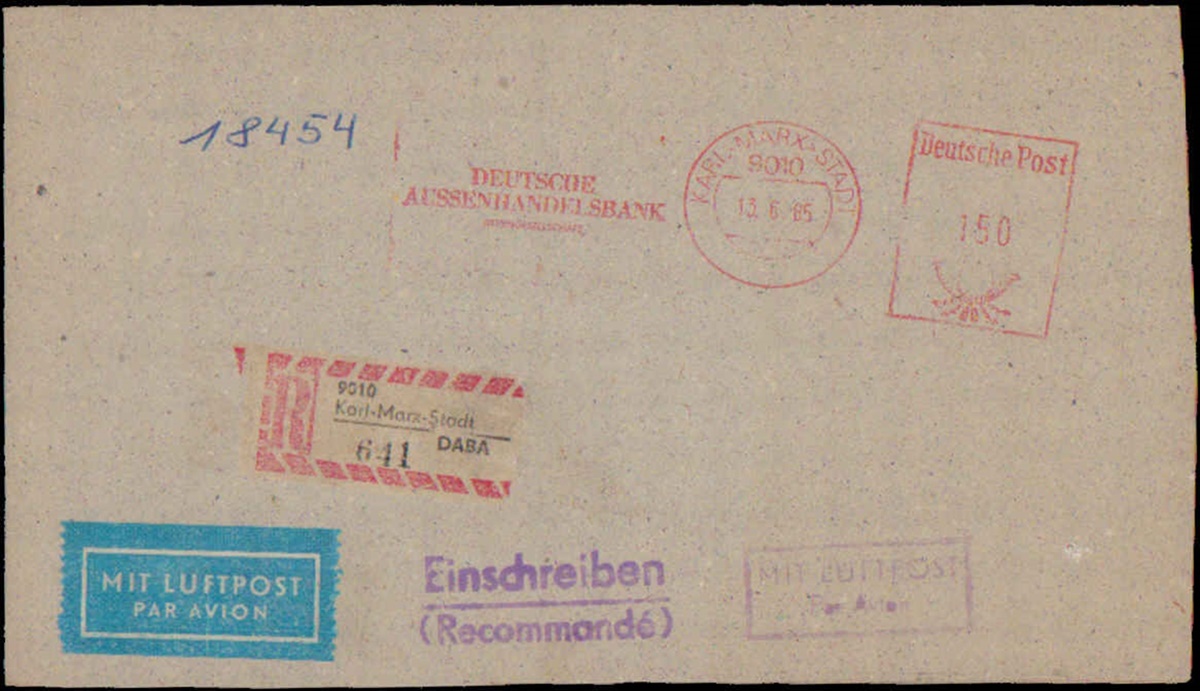 18454
DEUTSCHE
AUSSENHANDELSBANK
KARL-MARX-STADT
9010
13.6.85
Deutsche Post
150
R
9010
Karl-Marx-Stadt
DABA
641
MIT LUFTPOST
PAR AVION
Einschreiben
(Recommandé)
MIT LUFTPOST
Par Avion